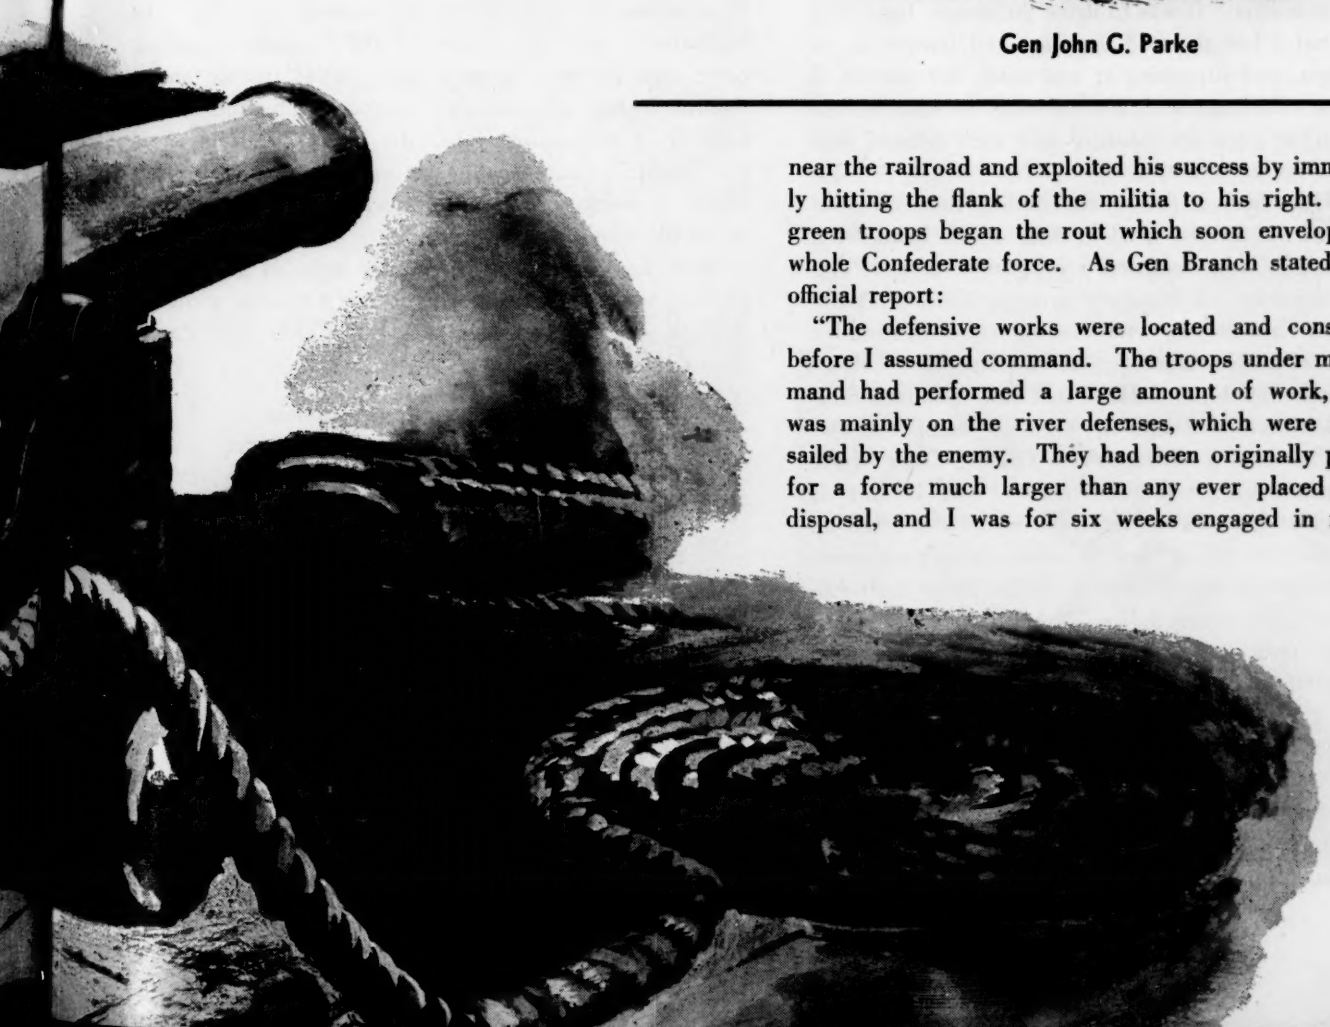 Gen John G. Parke
near the railroad and exploited his success by imm
ly hitting the flank of the militia to his right.
green troops began the rout which soon envelop
whole Confederate force. As Gen Branch stated
official report:
“The defensive works were located and cons
before I assumed command. The troops under m
mand had performed a large amount of work,
was mainly on the river defenses, which were
sailed by the enemy. They had been originally p
for a force much larger than any ever placed
disposal, and I was for six weeks engaged in